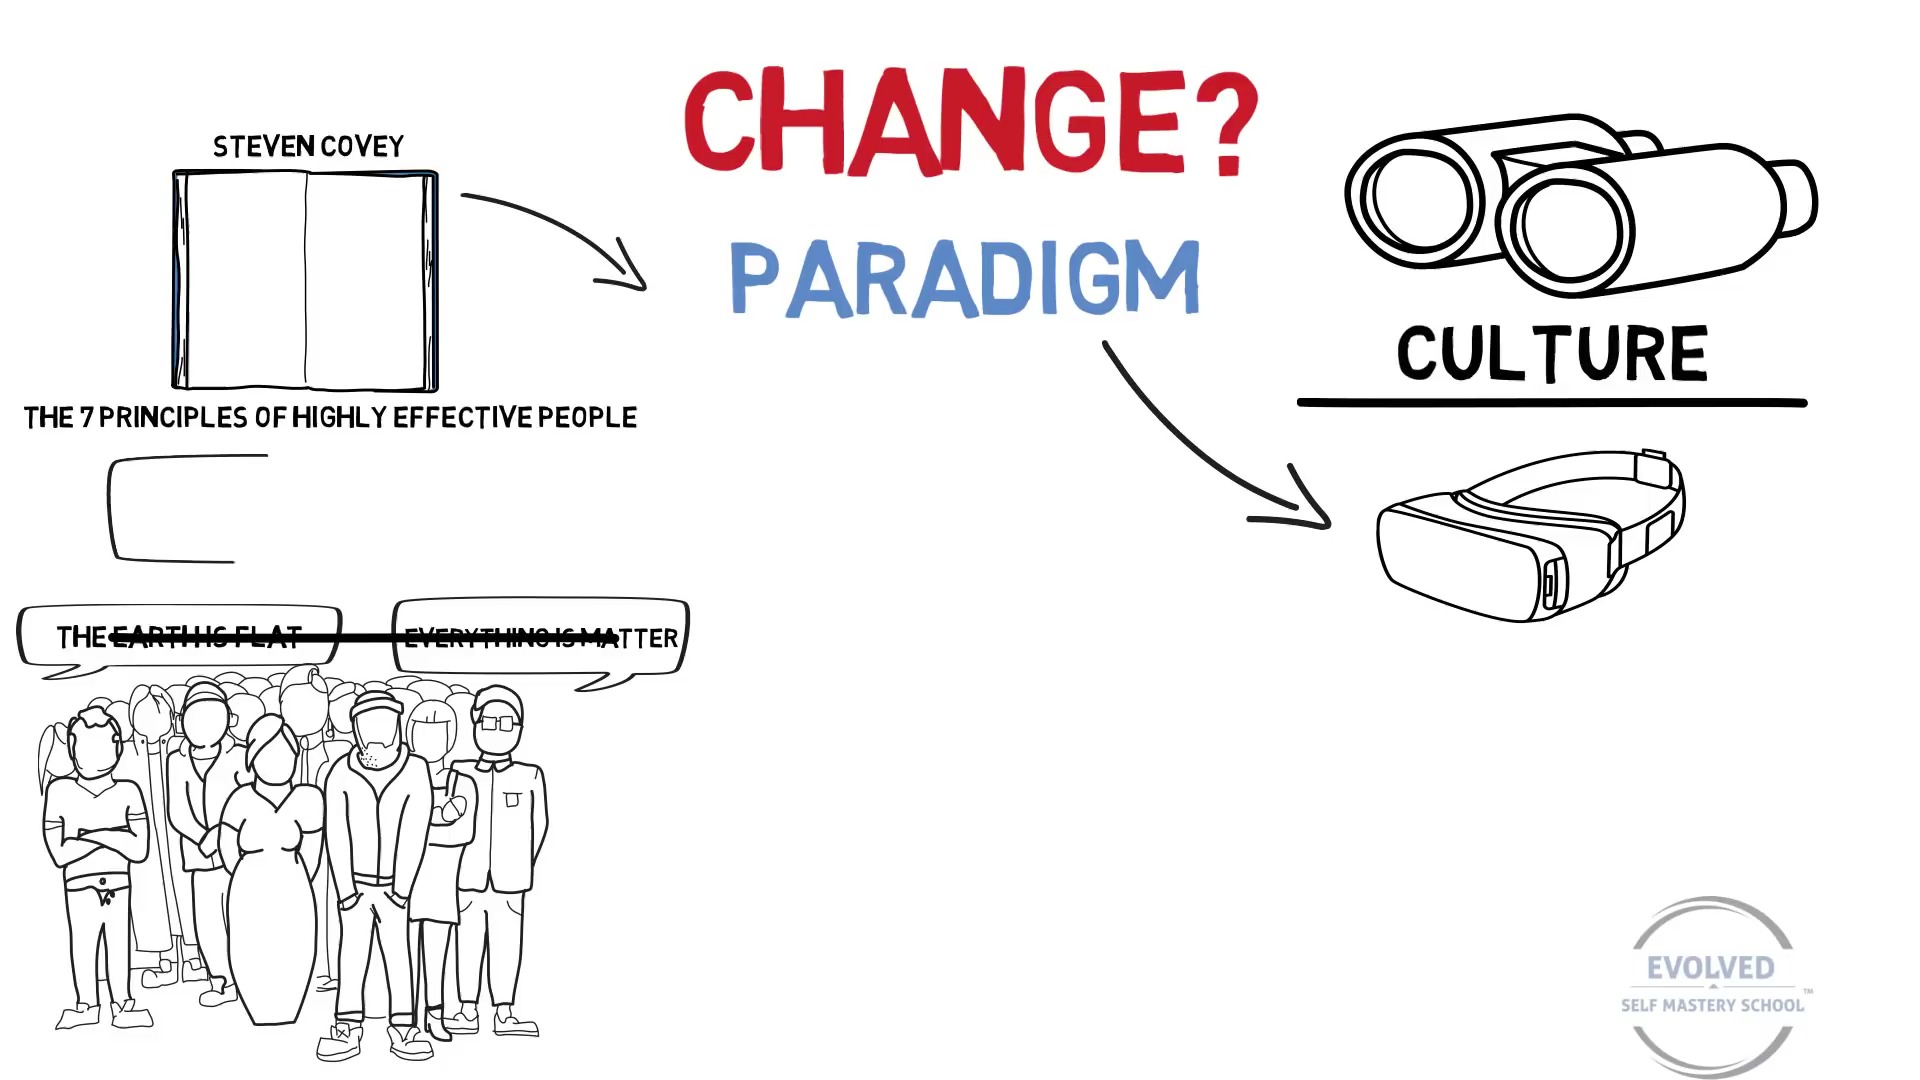 CHANGE?
STEVEN COVEY
PARADIGM
CULTURE
THE 7 PRINCIPLES OF HIGHLY EFFECTIVE PEOPLE
THE EARTH IS FLAT
EVERYTHING IS MATTER
EVOLVED
SELF MASTERY SCHOOL™